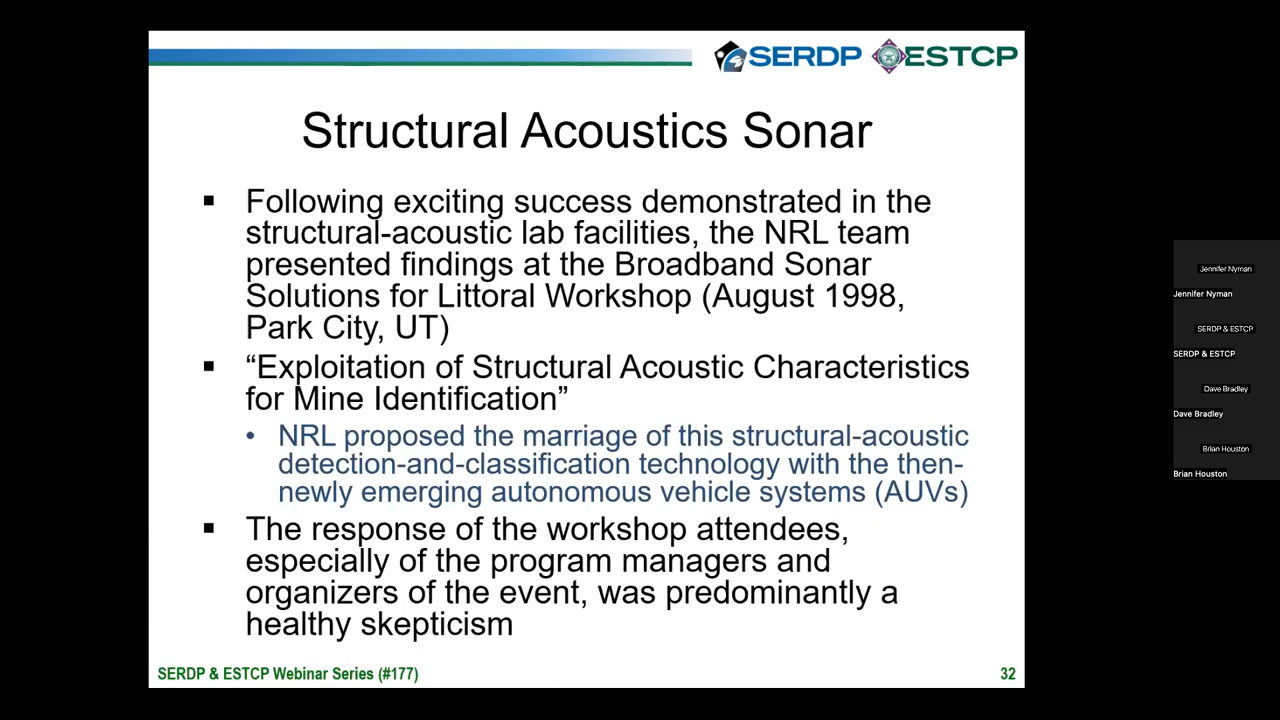 SERDP ESTCP
Structural Acoustics Sonar
▪ Following exciting success demonstrated in the
structural-acoustic lab facilities, the NRL team
presented findings at the Broadband Sonar
Solutions for Littoral Workshop (August 1998,
Park City, UT)
▪ “Exploitation of Structural Acoustic Characteristics
for Mine Identification”
• NRL proposed the marriage of this structural-acoustic
detection-and-classification technology with the then-
newly emerging autonomous vehicle systems (AUVs)
▪ The response of the workshop attendees,
especially of the program managers and
organizers of the event, was predominantly a
healthy skepticism
SERDP & ESTCP Webinar Series (#177) 32
Jennifer Nyman
Jennifer Nyman
SERDP & ESTCP
SERDP & ESTCP
Dave Bradley
Dave Bradley
Brian Houston
Brian Houston